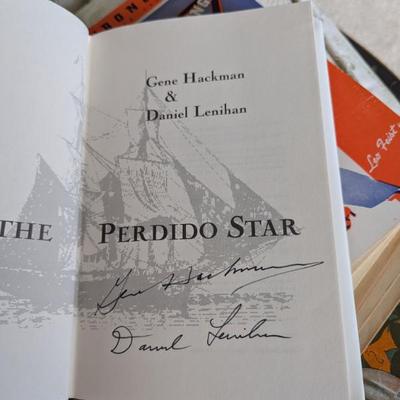 Gene Hackman
&
Daniel Lenihan
THE PERDIDO STAR
Gene Hackman
Daniel Lenihan